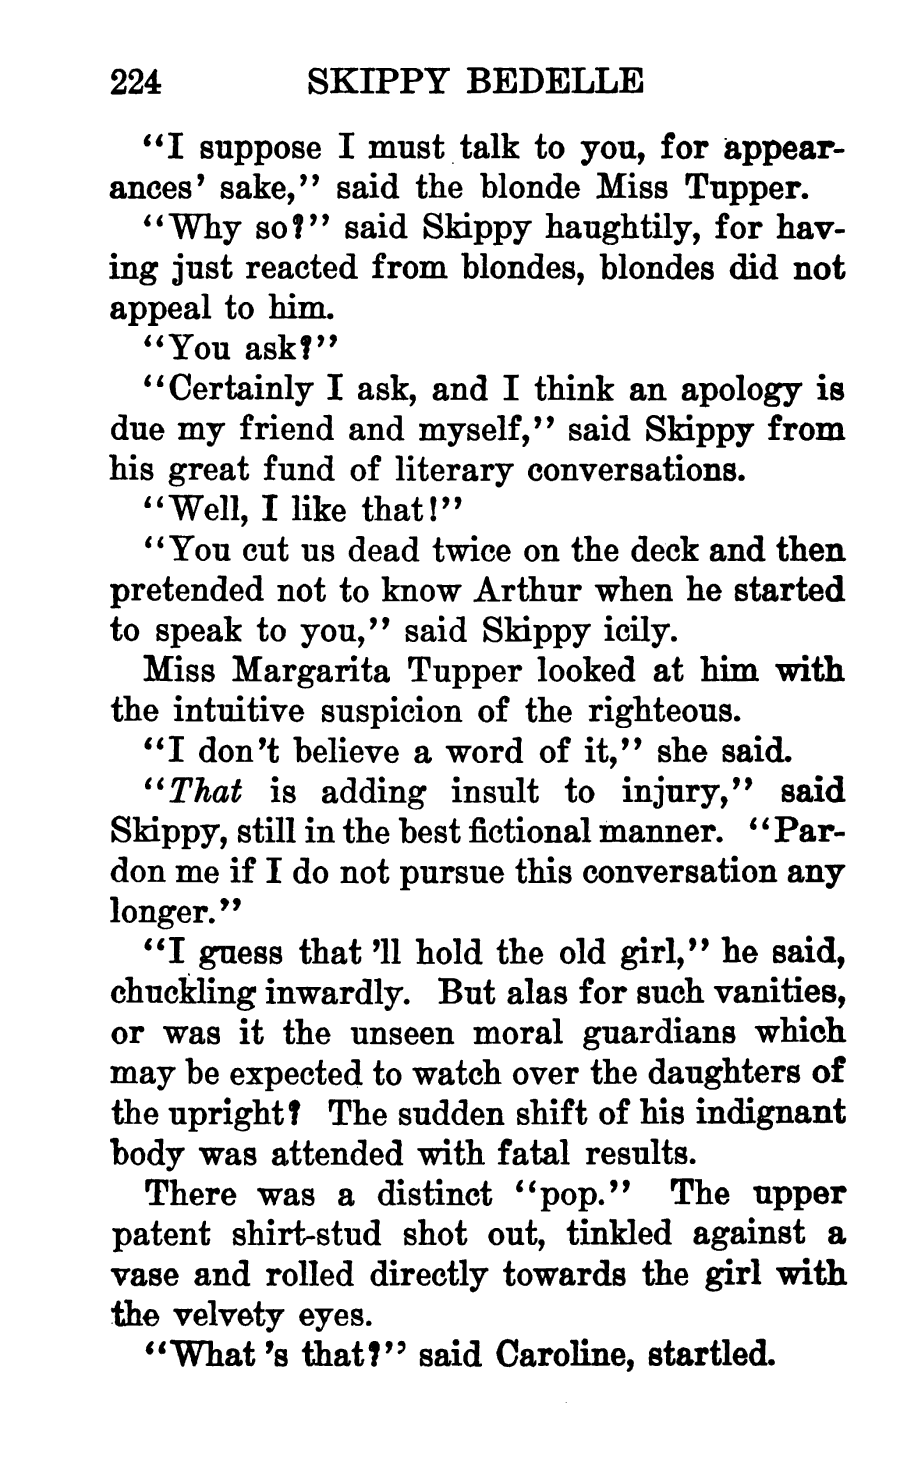 224 SKIPPY BEDELLE
“I suppose I must talk to you, for appear-
ances’ sake,” said the blonde Miss Tupper.
“Why so?” said Skippy haughtily, for hav-
ing just reacted from blondes, blondes did not
appeal to him.
“You ask?”
“Certainly I ask, and I think an apology is
due my friend and myself,” said Skippy from
his great fund of literary conversations.
“Well, I like that!”
“You cut us dead twice on the deck and then
pretended not to know Arthur when he started
to speak to you,” said Skippy icily.
Miss Margarita Tupper looked at him with
the intuitive suspicion of the righteous.
“I don’t believe a word of it,” she said.
“That is adding insult to injury,” said
Skippy, still in the best fictional manner. “Par-
don me if I do not pursue this conversation any
longer.”
“I guess that ’ll hold the old girl,” he said,
chuckling inwardly. But alas for such vanities,
or was it the unseen moral guardians which
may be expected to watch over the daughters of
the upright? The sudden shift of his indignant
body was attended with fatal results.
There was a distinct “pop.” The upper
patent shirt-stud shot out, tinkled against a
vase and rolled directly towards the girl with
the velvety eyes.
“What ’s that?” said Caroline, startled.